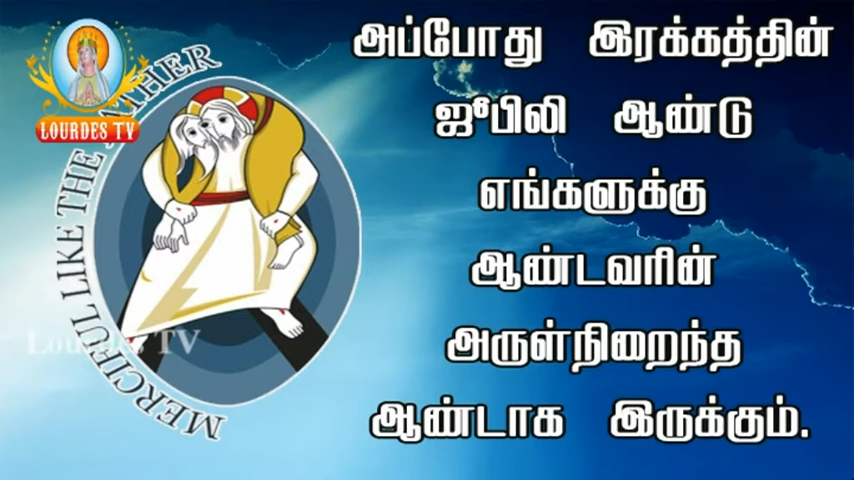 LOURDES TV
MERCIFUL LIKE THE FATHER
Lourdes TV
அப்போது இரக்கத்தின்
ஜூபிலி ஆண்டு
எங்களுக்கு
ஆண்டவரின்
அருள்நிறைந்த
ஆண்டாக இருக்கும்.